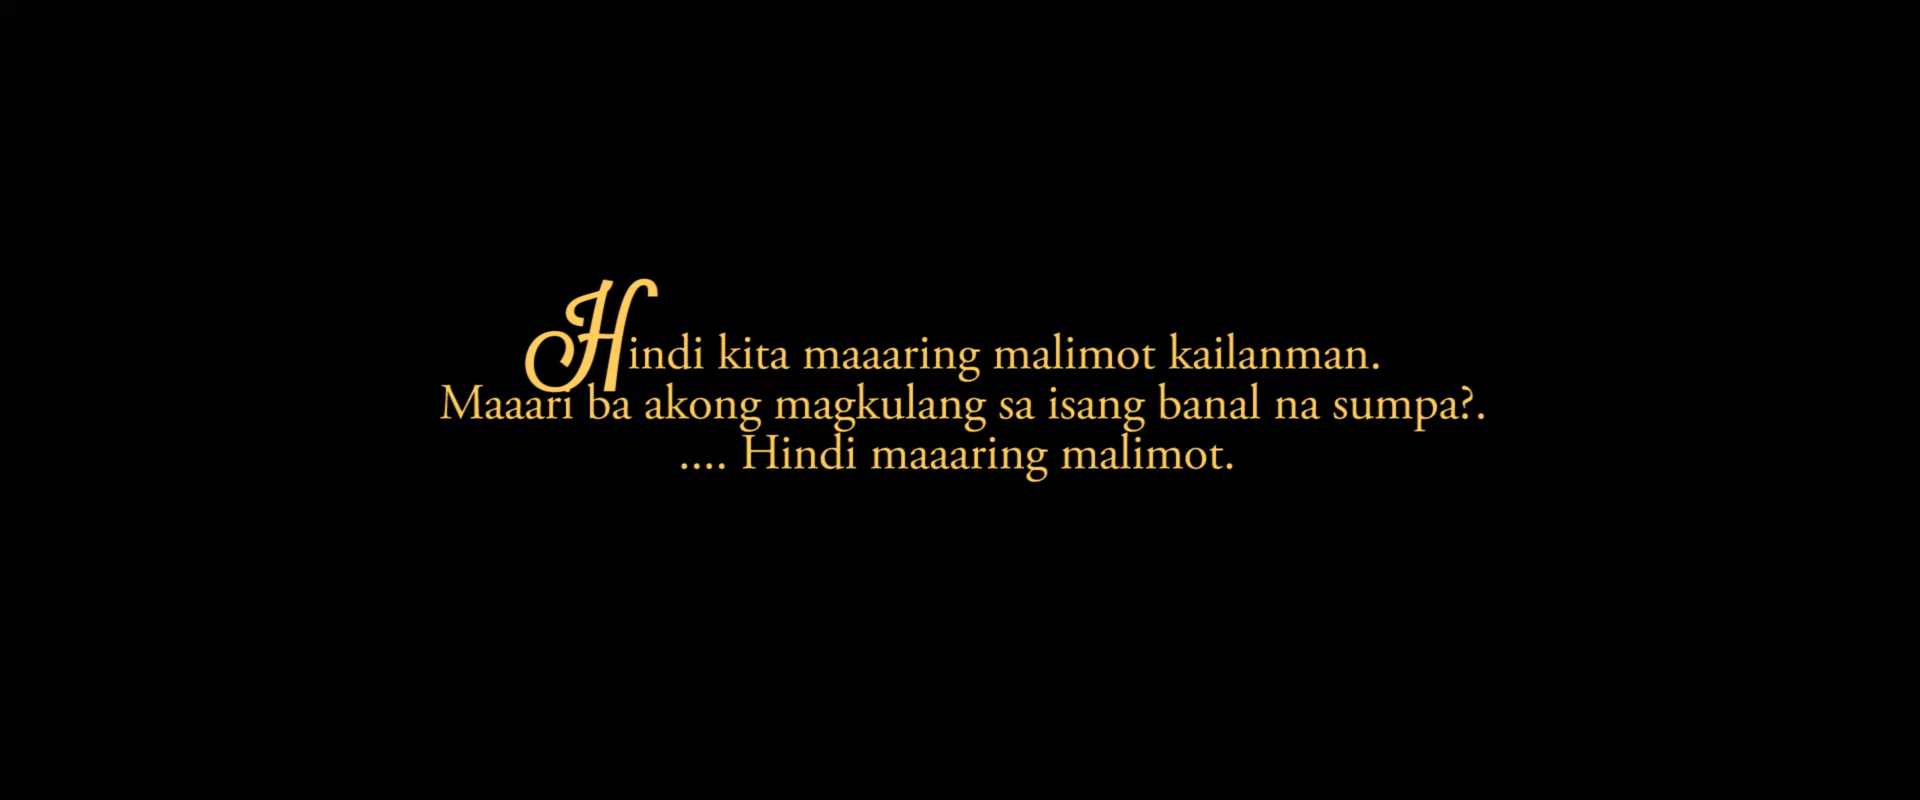 Hindi kita maaaring malimot kailanman.
Maaari ba akong magkulang sa isang banal na sumpa?.
.... Hindi maaaring malimot.